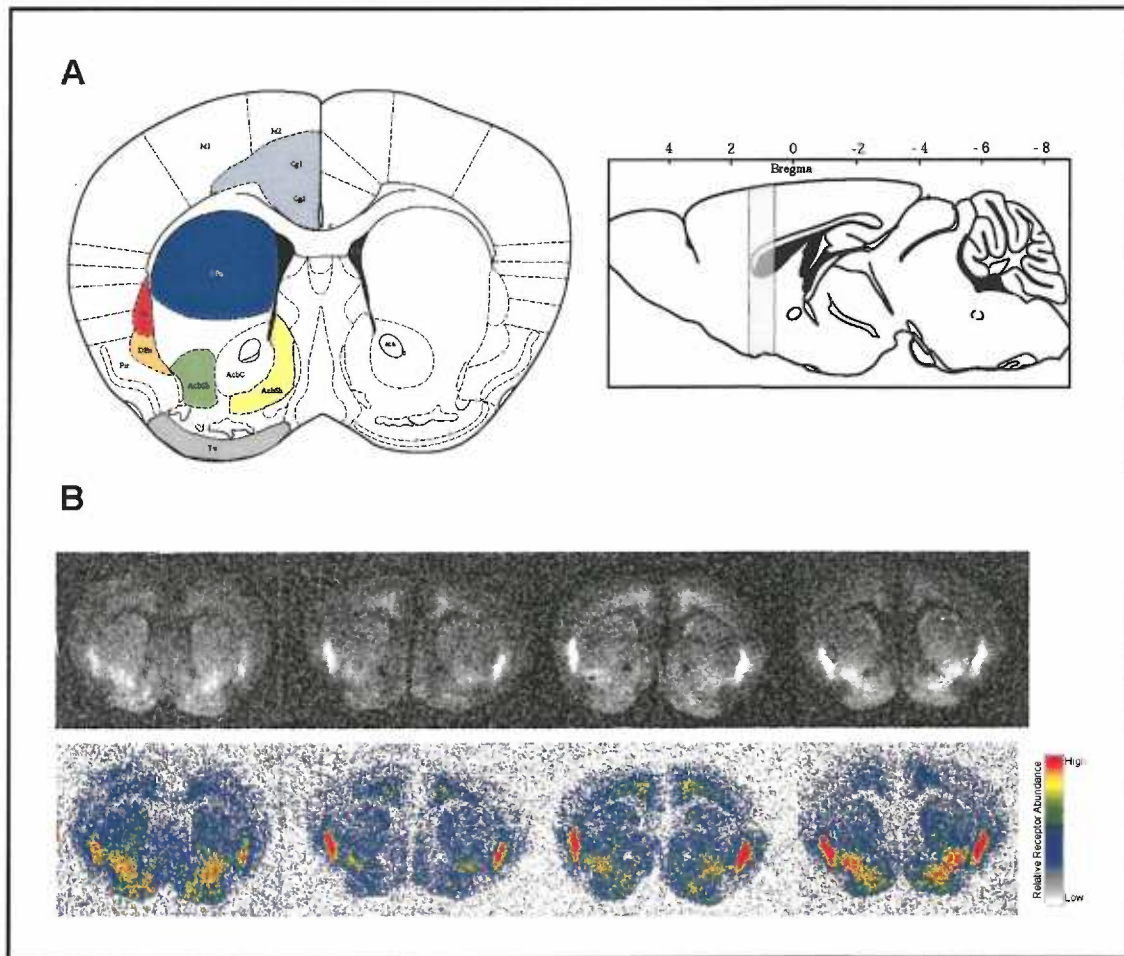 A
M1
M2
Cg1
Cg2
DEn
Pir
AcbSh
AcbC
AcbSh
Tu
aca
4 2 0 -2 -4 -6 -8
Bregma
B
High
Relative Receptor Abundance
Low